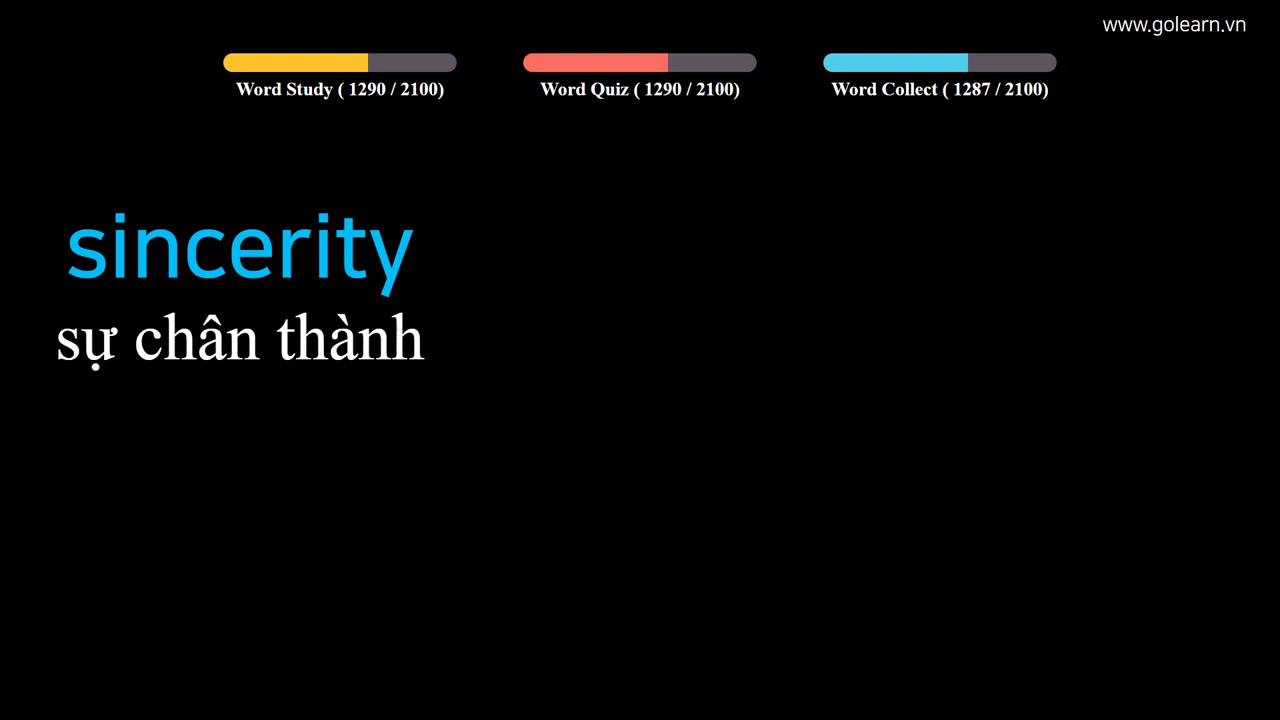 www.golearn.vn
Word Study ( 1290 / 2100)
Word Quiz ( 1290 / 2100)
Word Collect ( 1287 / 2100)
sincerity
sự chân thành